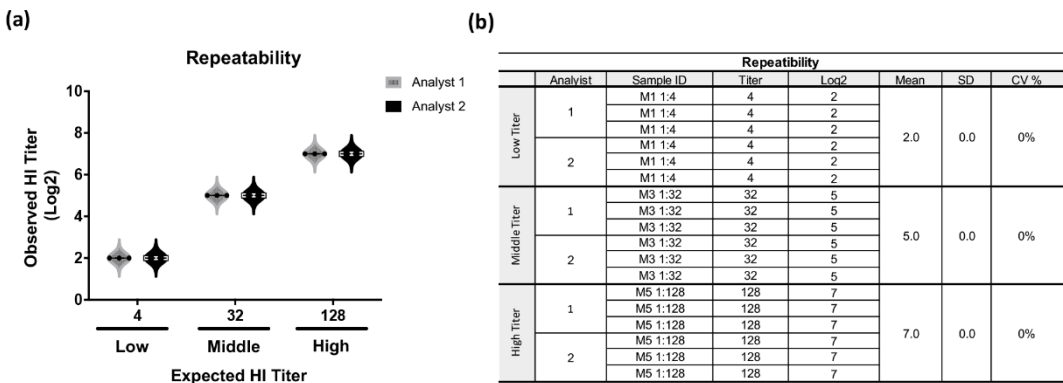 (a)
Repeatability
Analyst 1
Analyst 2
Observed HI Titer
(Log2)
10
8
6
4
2
0
4 32 128
Low Middle High
Expected HI Titer
(b)
Repeatibility
Analyist Sample ID Titer Log2 Mean SD CV %
Low Titer
1
M1 1:4 4 2
M1 1:4 4 2
M1 1:4 4 2
2
M1 1:4 4 2
M1 1:4 4 2
M1 1:4 4 2
2.0 0.0 0%
Middle Titer
1
M3 1:32 32 5
M3 1:32 32 5
M3 1:32 32 5
2
M3 1:32 32 5
M3 1:32 32 5
M3 1:32 32 5
5.0 0.0 0%
High Titer
1
M5 1:128 128 7
M5 1:128 128 7
M5 1:128 128 7
2
M5 1:128 128 7
M5 1:128 128 7
M5 1:128 128 7
7.0 0.0 0%